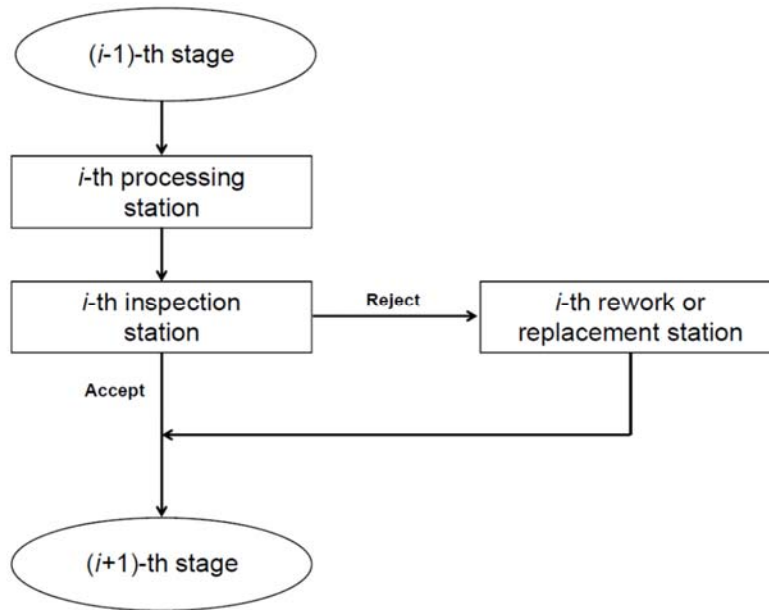 (i-1)-th stage
i-th processing
station
i-th inspection
station
Reject
i-th rework or
replacement station
Accept
(i+1)-th stage